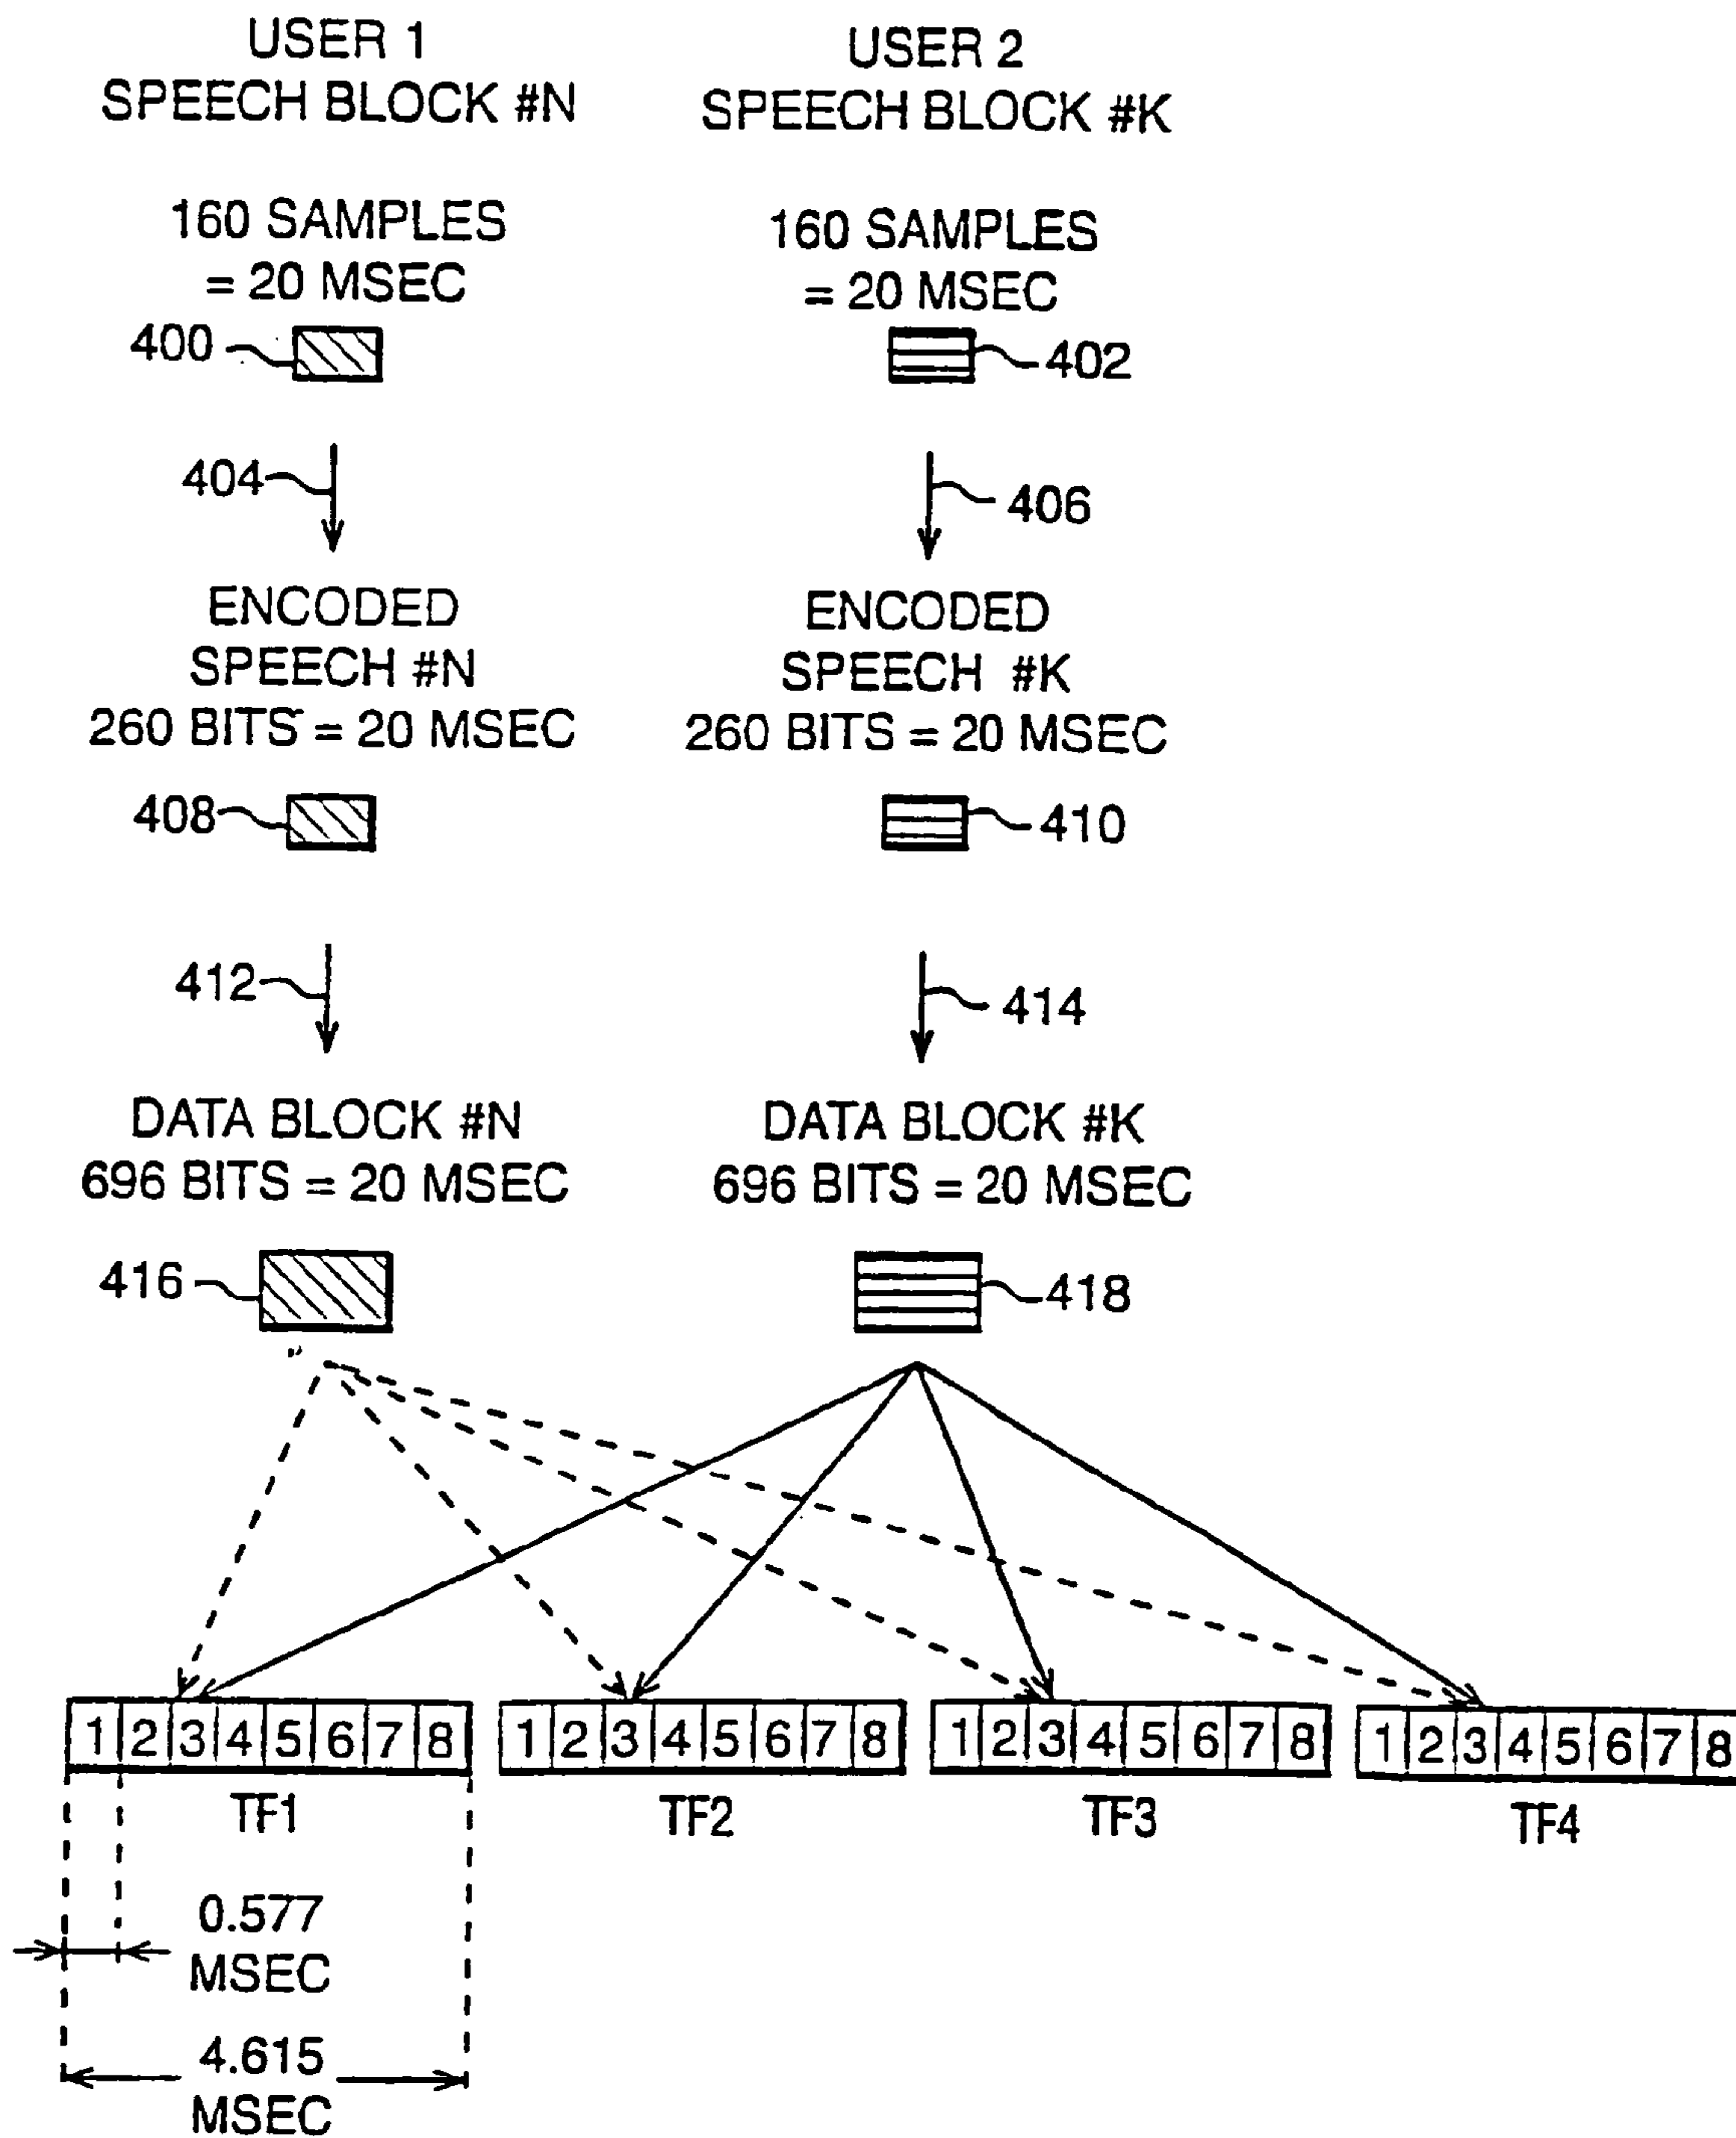 USER 1
SPEECH BLOCK #N
USER 2
SPEECH BLOCK #K
160 SAMPLES
= 20 MSEC
160 SAMPLES
= 20 MSEC
400
402
404
406
ENCODED
SPEECH #N
260 BITS = 20 MSEC
ENCODED
SPEECH #K
260 BITS = 20 MSEC
408
410
412
414
DATA BLOCK #N
696 BITS = 20 MSEC
DATA BLOCK #K
696 BITS = 20 MSEC
416
418
1 2 3 4 5 6 7 8
1 2 3 4 5 6 7 8
1 2 3 4 5 6 7 8
1 2 3 4 5 6 7 8
TF1
TF2
TF3
TF4
0.577
MSEC
4.615
MSEC